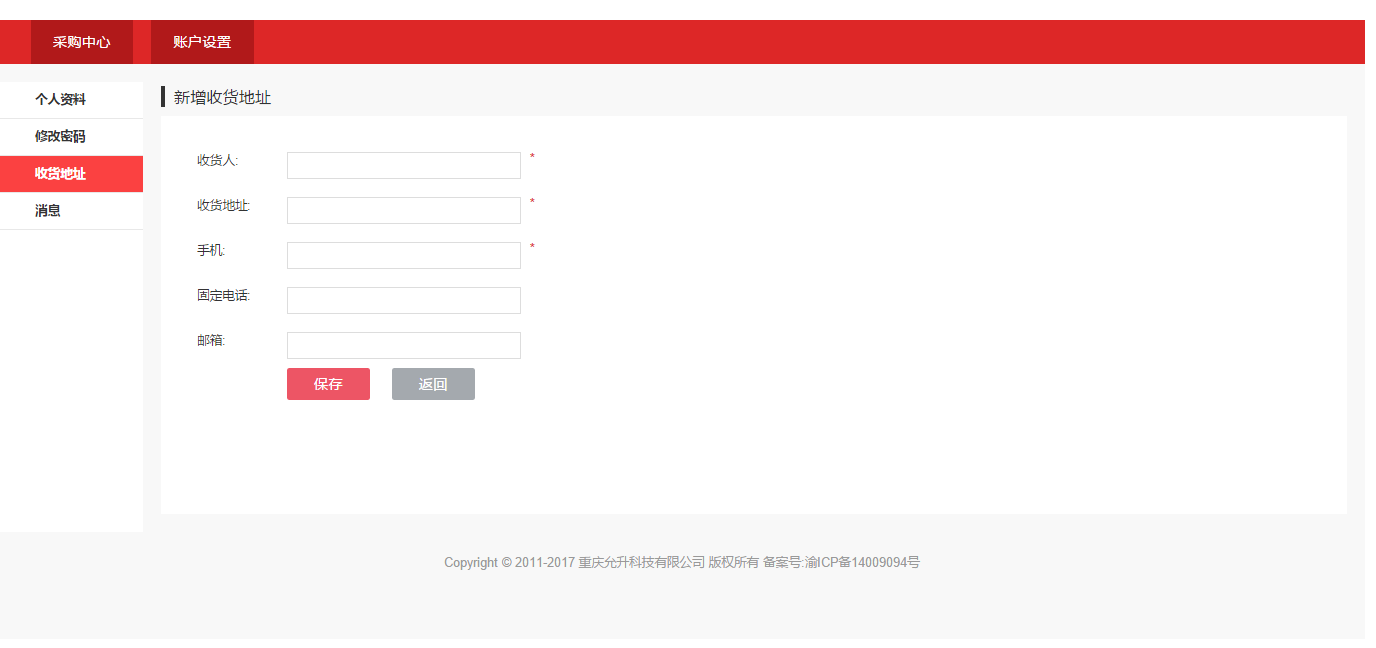 采购中心 账户设置
个人资料
修改密码
收货地址
消息
新增收货地址
收货人: *
收货地址: *
手机: *
固定电话:
邮箱:
保存 返回
Copyright © 2011-2017 重庆允升科技有限公司 版权所有 备案号:渝ICP备14009094号